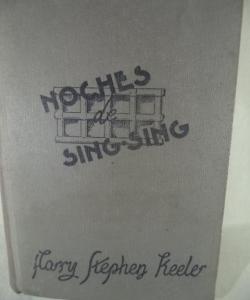 NOCHES
de
SING-SING
Harry Stephen Keeler